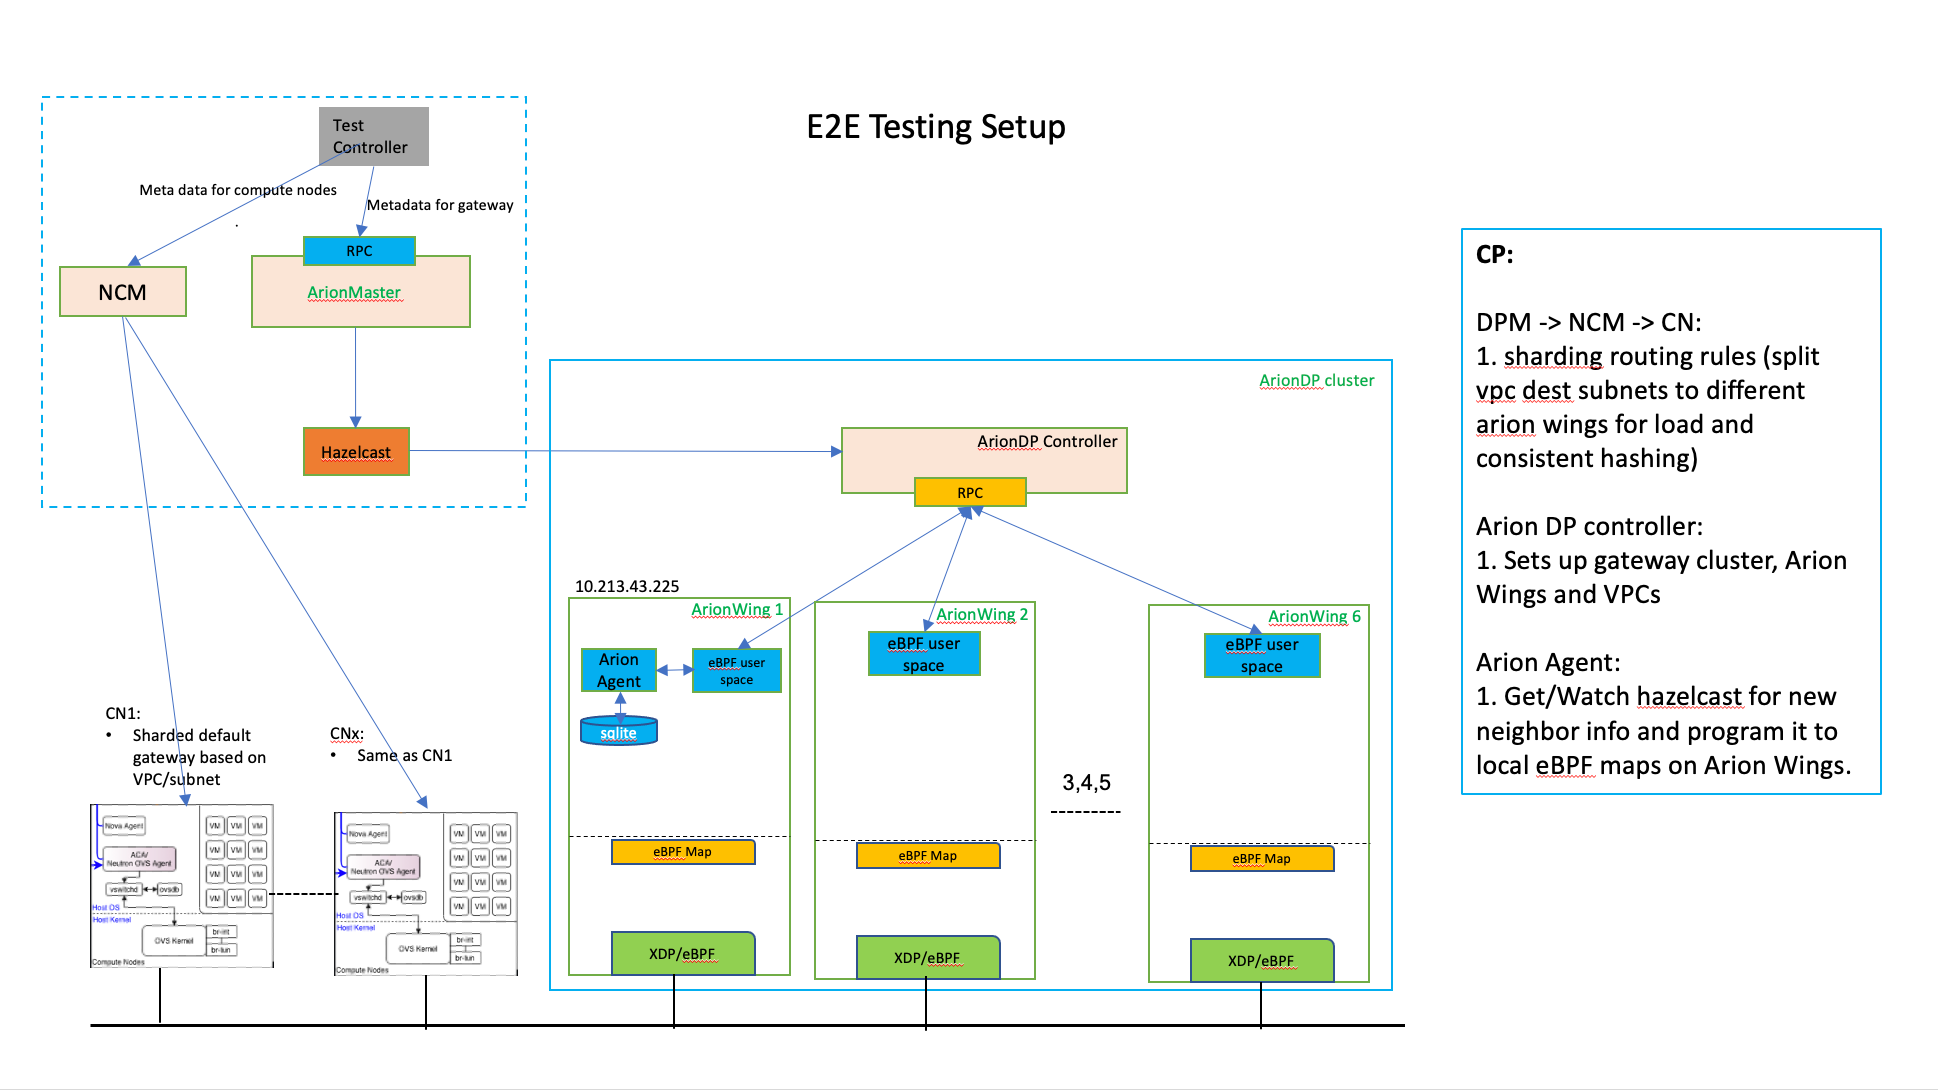 E2E Testing Setup
Test
Controller
Meta data for compute nodes
.
Metadata for gateway
RPC
NCM
ArionMaster
Hazelcast
ArionDP cluster
ArionDP Controller
RPC
10.213.43.225
ArionWing 1
Arion
Agent
eBPF user
space
sqlite
eBPF Map
XDP/eBPF
ArionWing 2
eBPF user
space
eBPF Map
XDP/eBPF
3,4,5
ArionWing 6
eBPF user
space
eBPF Map
XDP/eBPF
CN1:
• Sharded default
gateway based on
VPC/subnet
CNx:
• Same as CN1
Nova Agent
ACA/
Neutron OVS Agent
vswitchd
ovsdb
Host OS
Host Kernel
OVS Kernel
br-int
br-tun
Compute Nodes
VM VM VM
VM VM VM
VM VM VM
VM VM VM
Nova Agent
ACA/
Neutron OVS Agent
vswitchd
ovsdb
Host OS
Host Kernel
OVS Kernel
br-int
br-tun
Compute Nodes
VM VM VM
VM VM VM
VM VM VM
VM VM VM
CP:
DPM -> NCM -> CN:
1. sharding routing rules (split
vpc dest subnets to different
arion wings for load and
consistent hashing)
Arion DP controller:
1. Sets up gateway cluster, Arion
Wings and VPCs
Arion Agent:
1. Get/Watch hazelcast for new
neighbor info and program it to
local eBPF maps on Arion Wings.